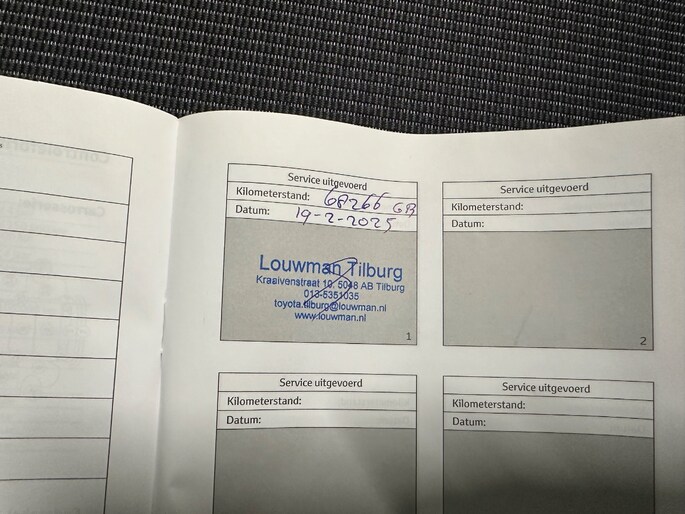 Service uitgevoerd
Kilometerstand: 68266 GB
Datum: 19-2-2025
Louwman Tilburg
Kraaivenstraat 10, 5048 AB Tilburg
013-5351035
toyota.tilburg@louwman.nl
www.louwman.nl
1
Service uitgevoerd
Kilometerstand:
Datum:
2
Service uitgevoerd
Kilometerstand:
Datum:
Service uitgevoerd
Kilometerstand:
Datum: